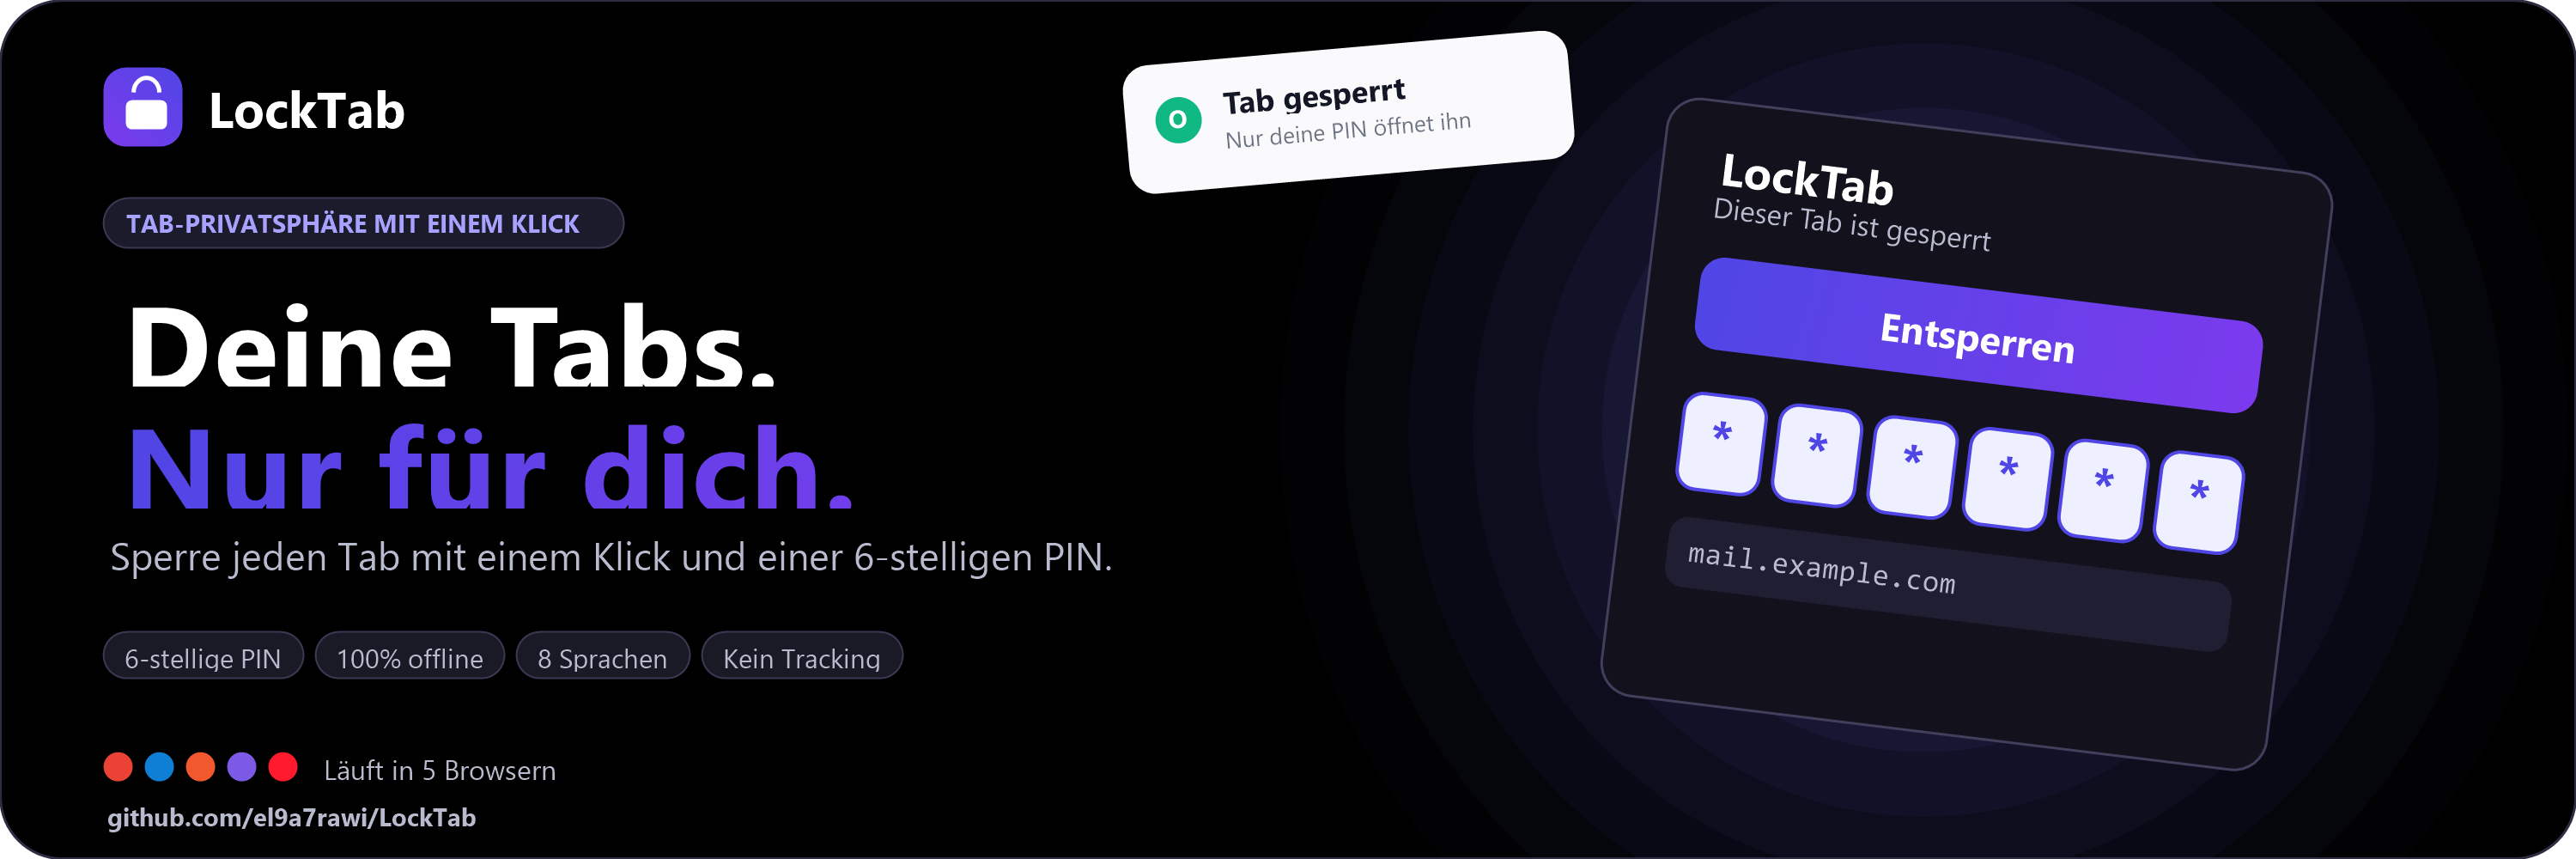 LockTab
TAB-PRIVATSPHÄRE MIT EINEM KLICK
Deine Tabs.
Nur für dich.
Sperre jeden Tab mit einem Klick und einer 6-stelligen PIN.
6-stellige PIN
100% offline
8 Sprachen
Kein Tracking
Läuft in 5 Browsern
github.com/el9a7rawi/LockTab
O
Tab gesperrt
Nur deine PIN öffnet ihn
LockTab
Dieser Tab ist gesperrt
Entsperren
* * * * * *
mail.example.com